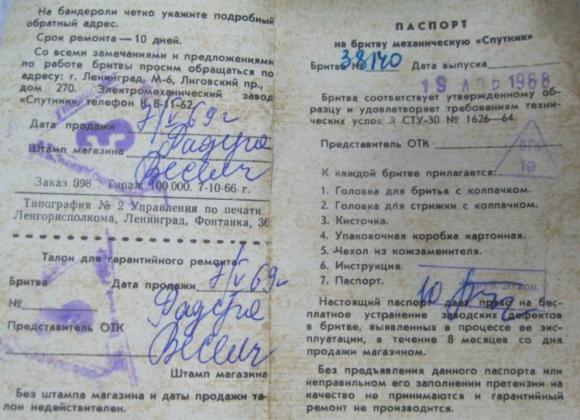 На бандероли четко укажите подробный
обратный адрес.
Срок ремонта—10 дней.
Со всеми замечаниями и предложениями
по работе бритвы просим обращаться по
адресу: г. Ленинград, М-6, Лиговский пр.,
дом 270. Электромеханический завод
«Спутник», телефон
Дата продажи 7/V 69г
Штамп магазина
Заказ 998. Тираж 100 000. 7-10-66 г.
Типография № 2 Управления по печати
Ленгорисполкома, Ленинград, Фонтанка, 36
Талон для гарантийного ремонта
Бритва Дата продажи 7/V 69г
№
Представитель ОТК
Штамп магазина
Без штампа магазина и даты продажи та-
лон недействителен.
ПАСПОРТ
на бритву механическую «Спутник»
Бритва № 38140 Дата выпуска
19 АПР 1968
Бритва соответствует утвержденному об-
разцу и удовлетворяет требованиям техни-
ческих условий СТУ-30 № 1626—64.
Представитель ОТК
19
К каждой бритве прилагается:
1. Головка для бритья с колпачком.
2. Головка для стрижки с колпачком.
3. Кисточка.
4. Упаковочная коробка картонная.
5. Чехол из кожзаменителя.
6. Инструкция.
7. Паспорт.
Настоящий паспорт дает право на бес-
платное устранение заводских дефектов
в бритве, выявленных в процессе ее экс-
плуатации, в течение 8 месяцев со дня
продажи магазином.
Без предъявления данного паспорта или
неправильном его заполнении претензии на
качество не принимаются и гарантийный
ремонт не производится.